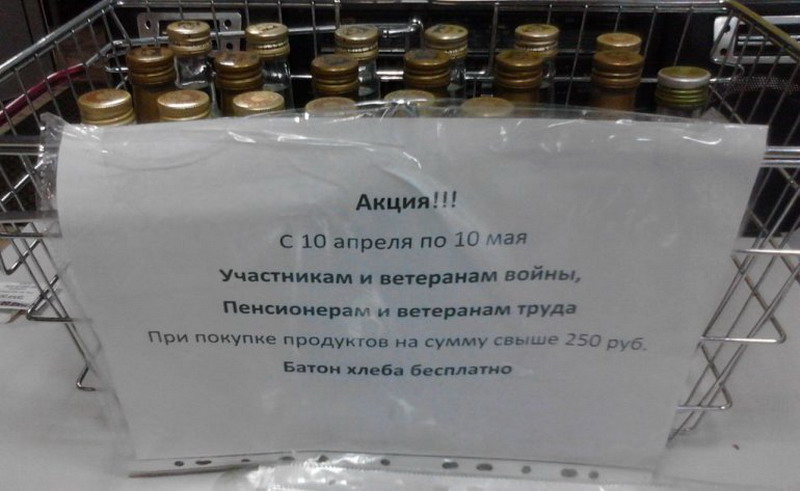 Акция!!!
С 10 апреля по 10 мая
Участникам и ветеранам войны,
Пенсионерам и ветеранам труда
При покупке продуктов на сумму свыше 250 руб.
Батон хлеба бесплатно